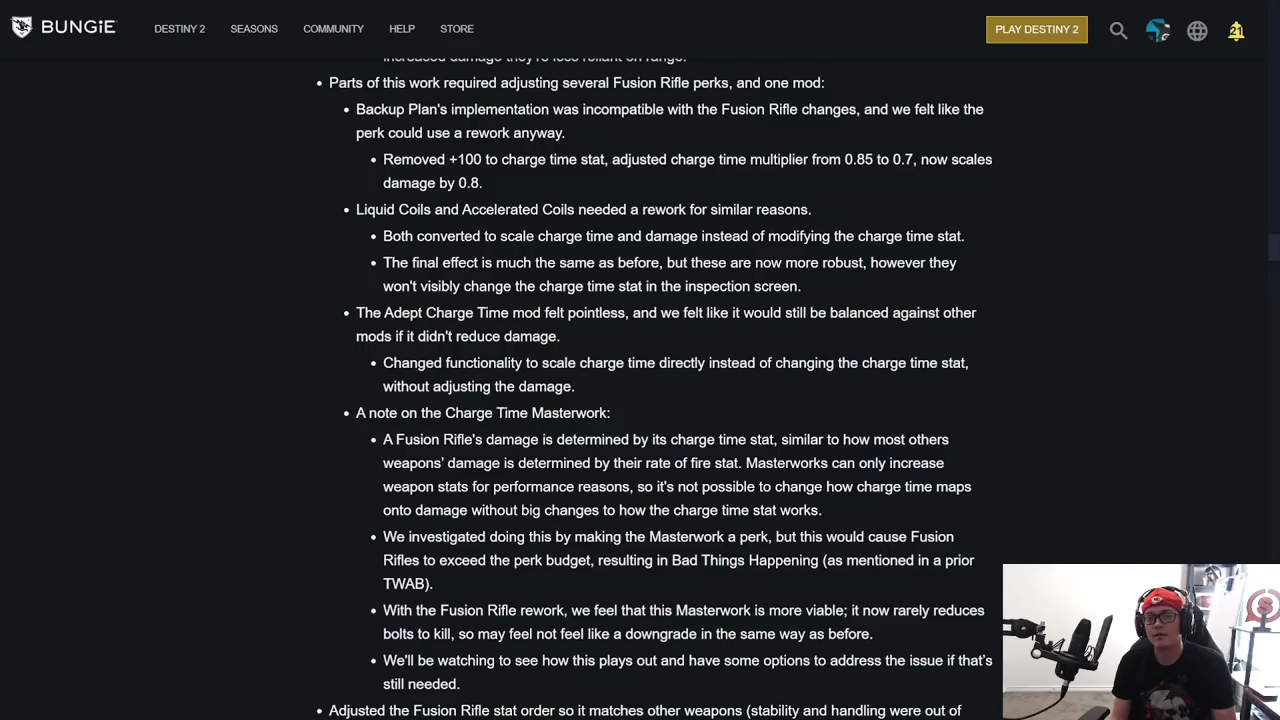 BUNGiE
DESTINY 2
SEASONS
COMMUNITY
HELP
STORE
PLAY DESTINY 2
21
increased damage they're less reliant on range.
• Parts of this work required adjusting several Fusion Rifle perks, and one mod:
• Backup Plan's implementation was incompatible with the Fusion Rifle changes, and we felt like the
perk could use a rework anyway.
• Removed +100 to charge time stat, adjusted charge time multiplier from 0.85 to 0.7, now scales
damage by 0.8.
• Liquid Coils and Accelerated Coils needed a rework for similar reasons.
• Both converted to scale charge time and damage instead of modifying the charge time stat.
• The final effect is much the same as before, but these are now more robust, however they
won't visibly change the charge time stat in the inspection screen.
• The Adept Charge Time mod felt pointless, and we felt like it would still be balanced against other
mods if it didn't reduce damage.
• Changed functionality to scale charge time directly instead of changing the charge time stat,
without adjusting the damage.
• A note on the Charge Time Masterwork:
• A Fusion Rifle's damage is determined by its charge time stat, similar to how most others
weapons’ damage is determined by their rate of fire stat. Masterworks can only increase
weapon stats for performance reasons, so it's not possible to change how charge time maps
onto damage without big changes to how the charge time stat works.
• We investigated doing this by making the Masterwork a perk, but this would cause Fusion
Rifles to exceed the perk budget, resulting in Bad Things Happening (as mentioned in a prior
TWAB).
• With the Fusion Rifle rework, we feel that this Masterwork is more viable; it now rarely reduces
bolts to kill, so may feel not feel like a downgrade in the same way as before.
• We'll be watching to see how this plays out and have some options to address the issue if that’s
still needed.
• Adjusted the Fusion Rifle stat order so it matches other weapons (stability and handling were out of